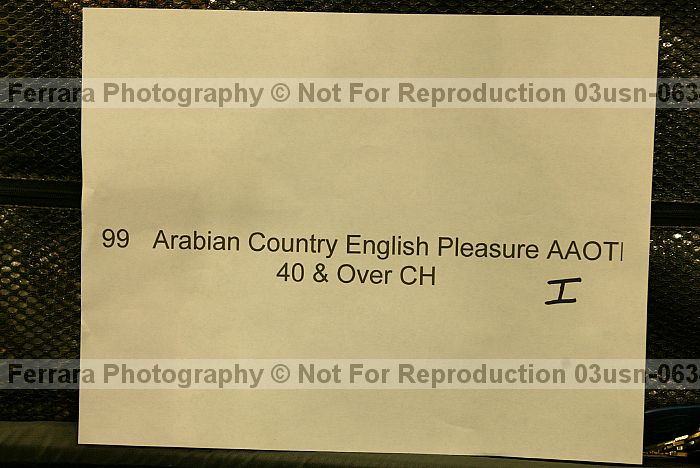 Ferrara Photography © Not For Reproduction 03usn-063
99 Arabian Country English Pleasure AAOT
40 & Over CH
I
Ferrara Photography © Not For Reproduction 03usn-063